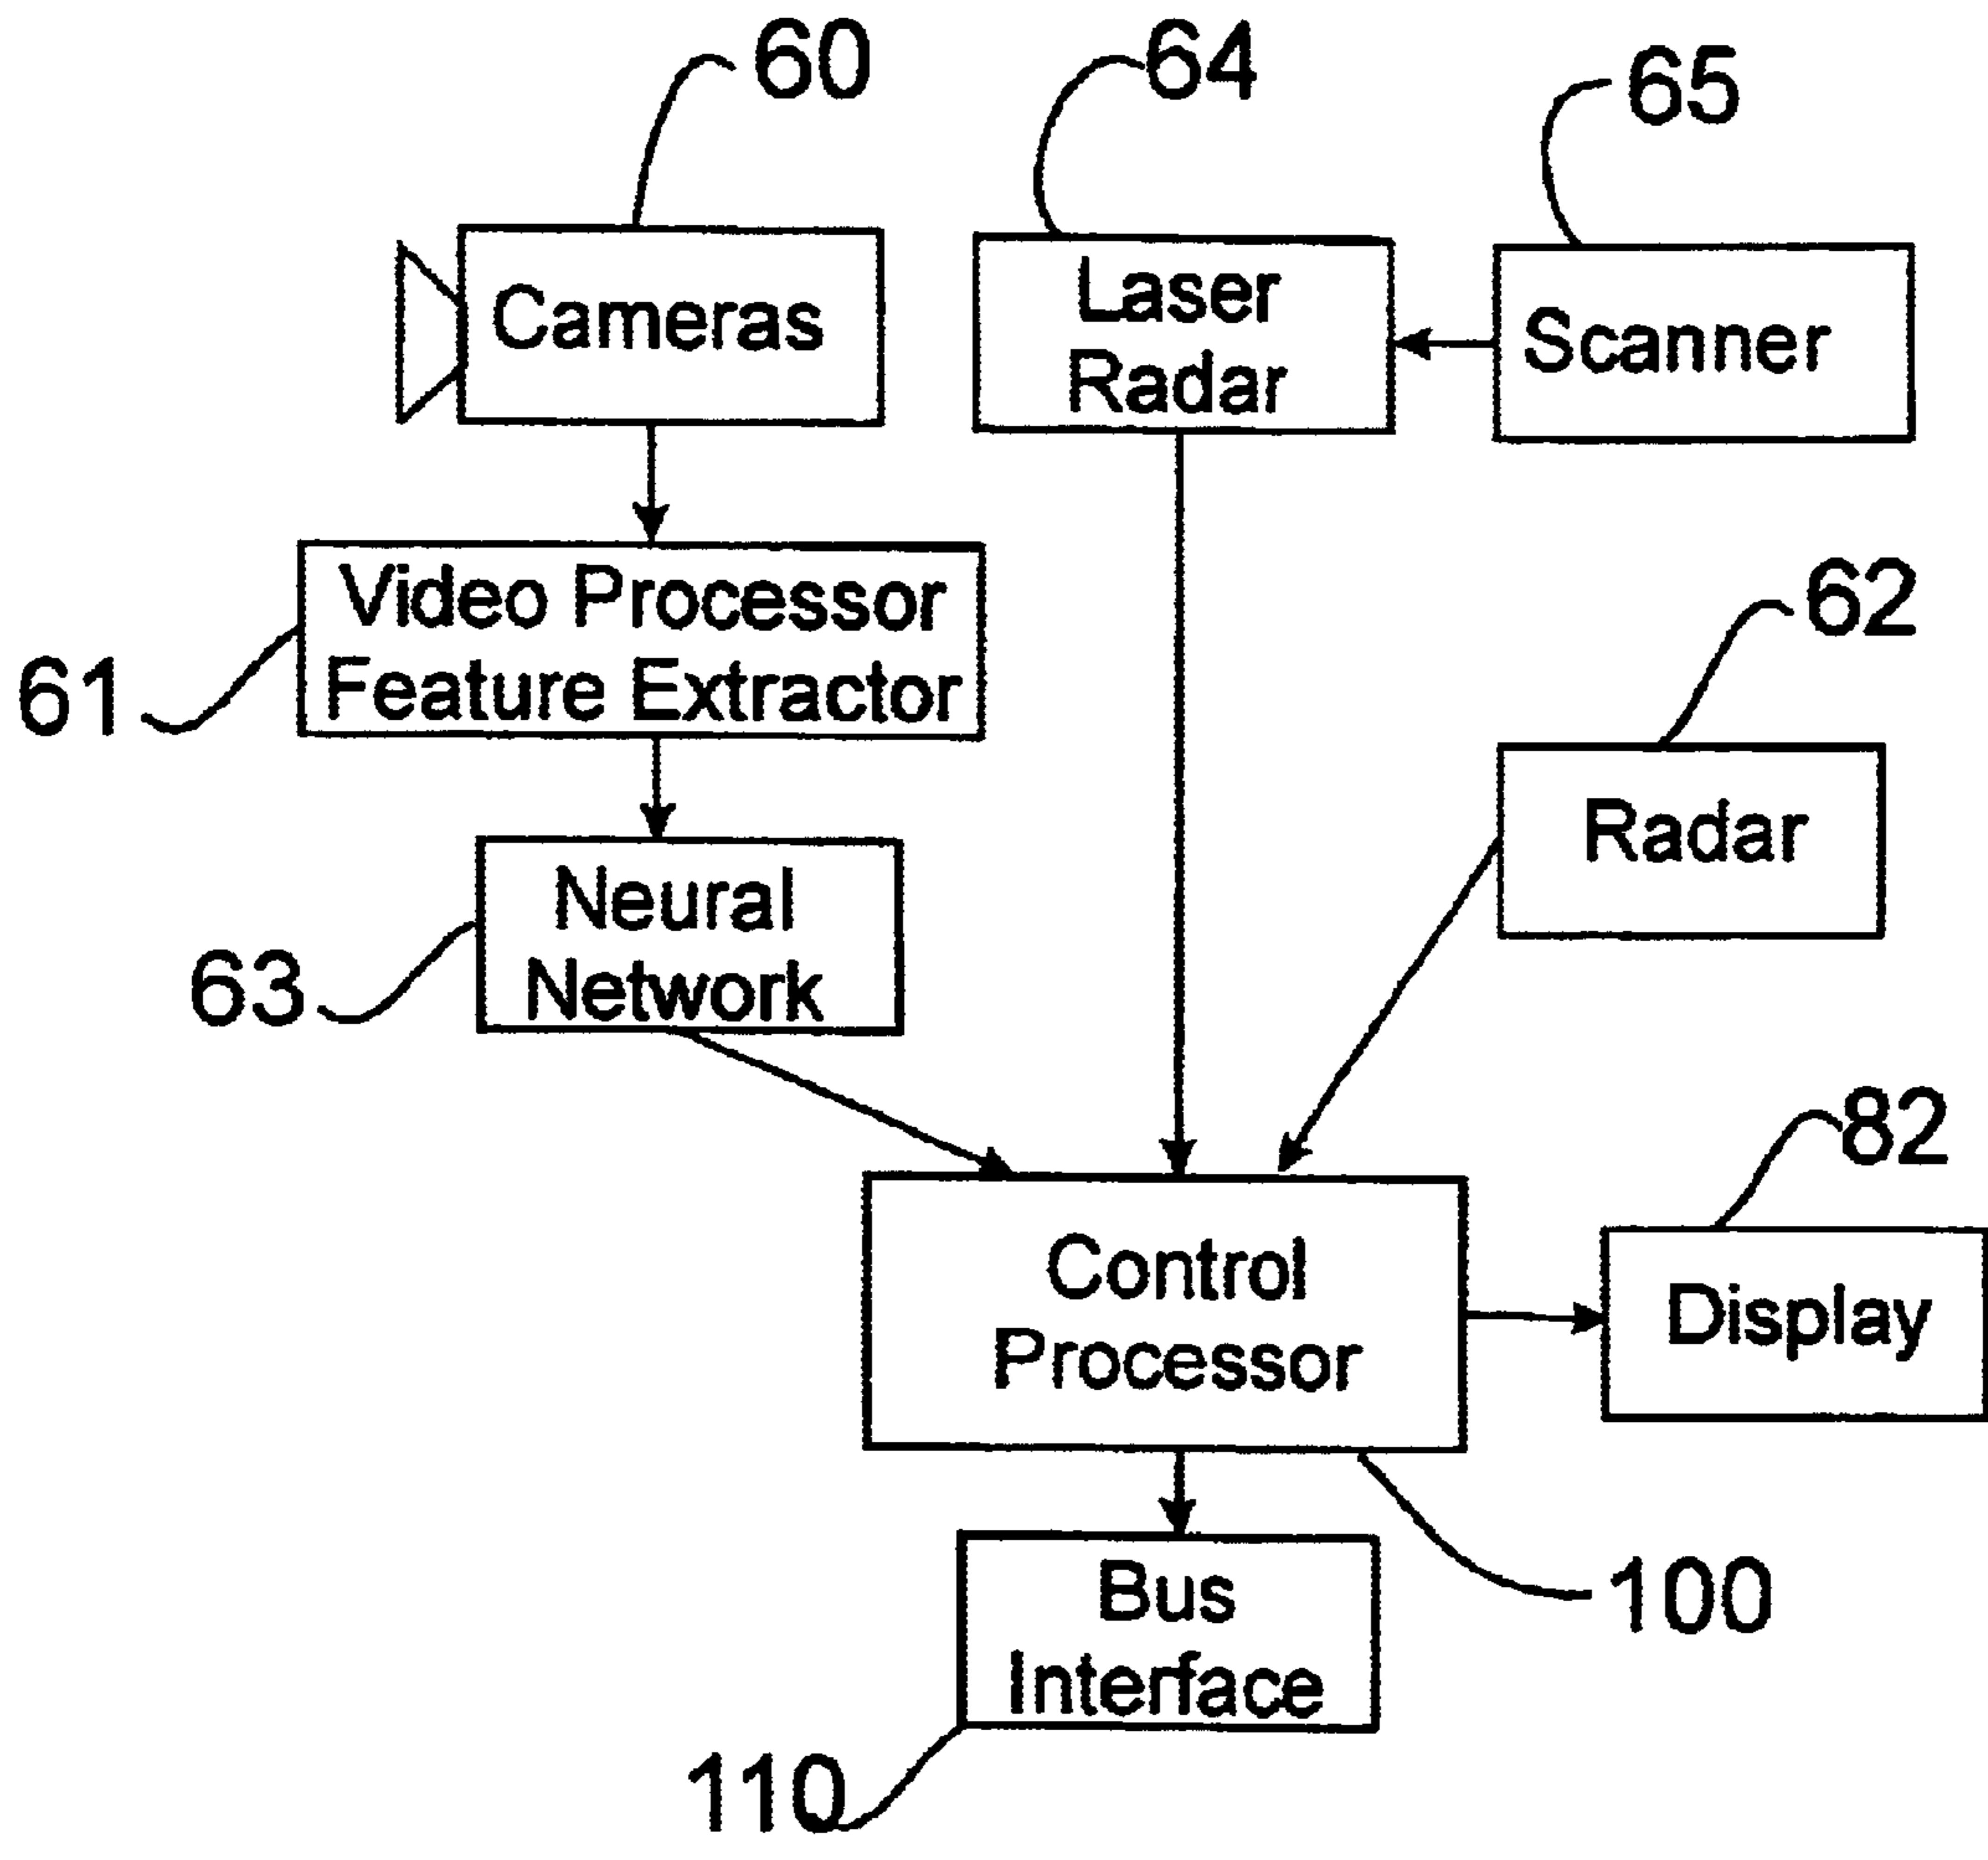 60
64
65
Cameras
Laser
Radar
Scanner
Video Processor
Feature Extractor
61
62
Radar
Neural
Network
63
82
Control
Processor
Display
Bus
Interface
100
110